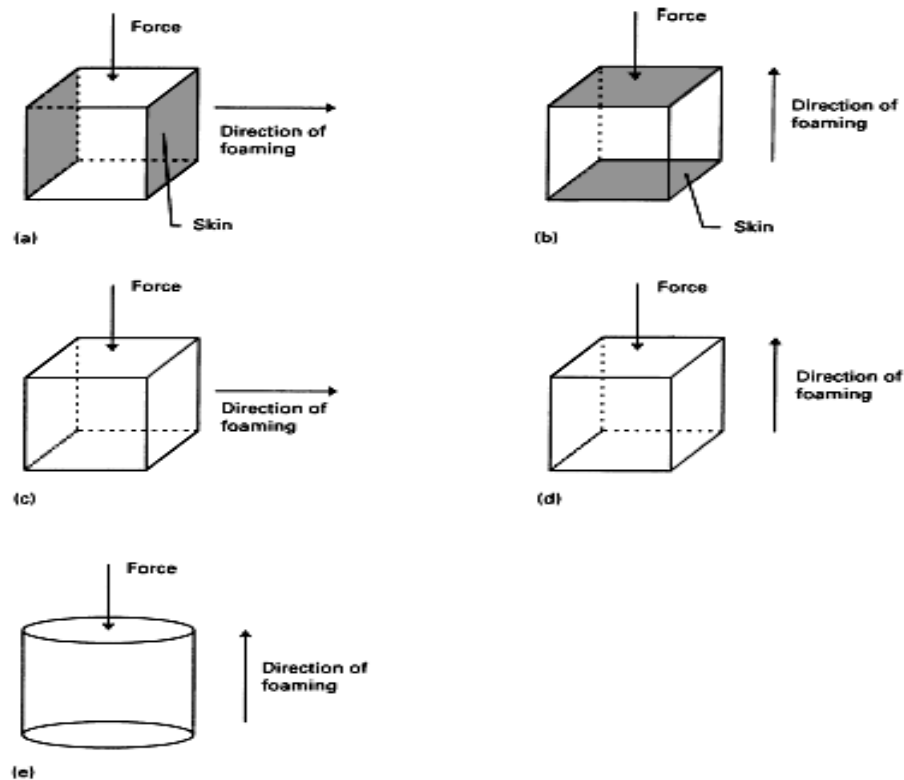 Force
Direction of
foaming
Skin
(a)
Force
Direction of
foaming
Skin
(b)
Force
Direction of
foaming
(c)
Force
Direction of
foaming
(d)
Force
Direction of
foaming
(e)